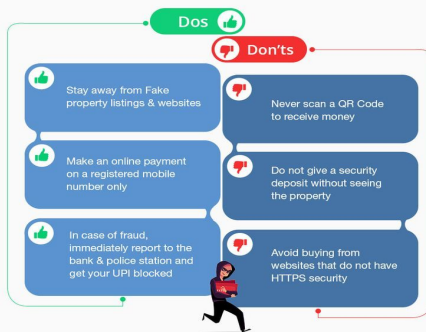 Dos
Don'ts
Stay away from Fake
property listings & websites
Never scan a QR Code
to receive money
Make an online payment
on a registered mobile
number only
Do not give a security
deposit without seeing
the property
In case of fraud,
immediately report to the
bank & police station and
get your UPI blocked
Avoid buying from
websites that do not have
HTTPS security